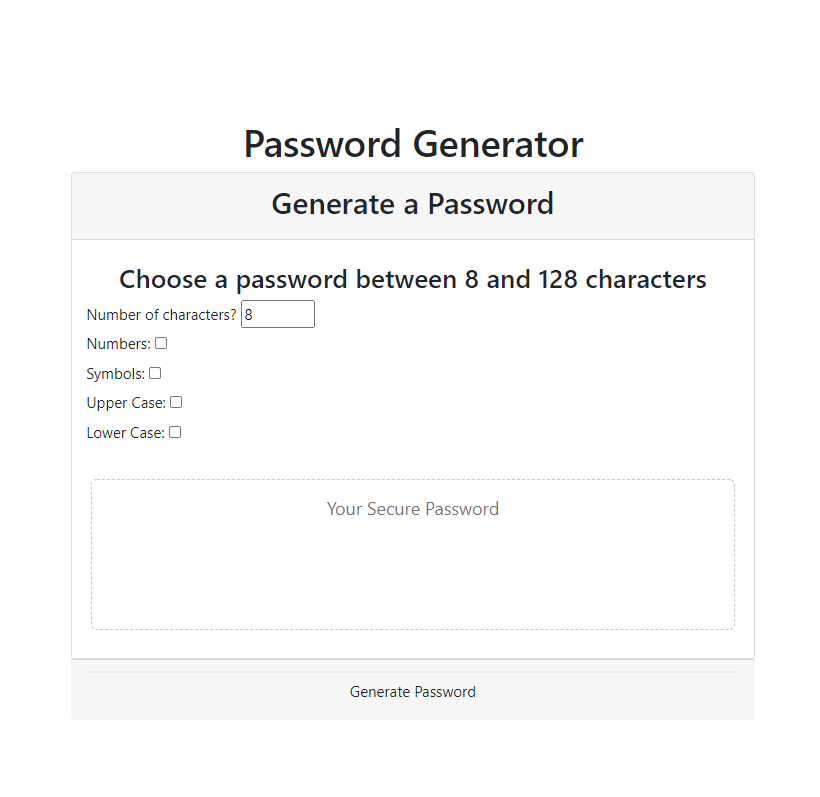 Password Generator
Generate a Password
Choose a password between 8 and 128 characters
Number of characters? 8
Numbers:
Symbols:
Upper Case:
Lower Case:
Your Secure Password
Generate Password